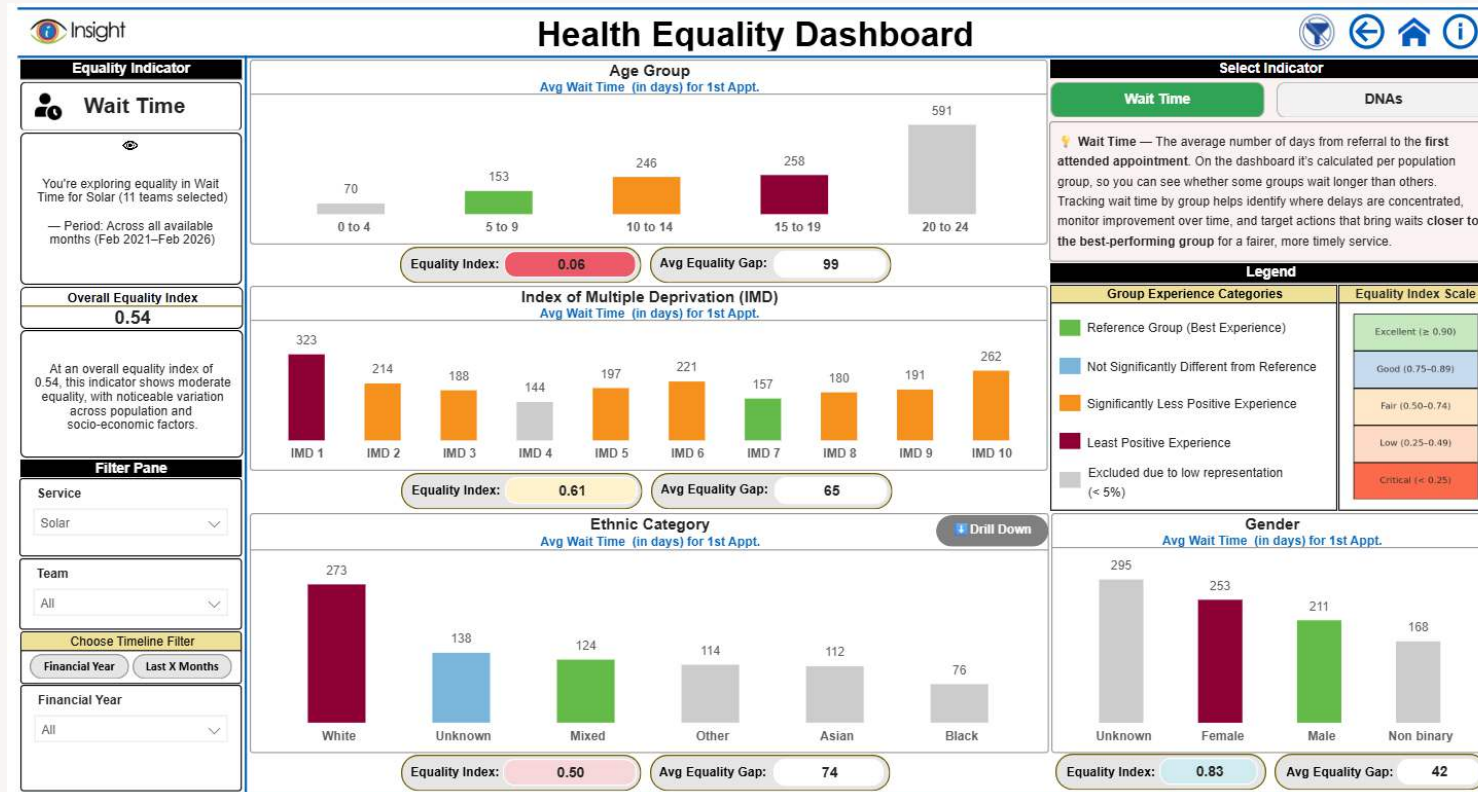 Insight
Health Equality Dashboard
Equality Indicator
Wait Time
You're exploring equality in Wait
Time for Solar (11 teams selected)
— Period: Across all available
months (Feb 2021–Feb 2026)
Overall Equality Index
0.54
At an overall equality index of
0.54, this indicator shows moderate
equality, with noticeable variation
across population and
socio-economic factors.
Filter Pane
Service
Solar
Team
All
Choose Timeline Filter
Financial Year Last X Months
Financial Year
All
Age Group
Avg Wait Time (in days) for 1st Appt.
70 153 246 258 591
0 to 4 5 to 9 10 to 14 15 to 19 20 to 24
Equality Index: 0.06 Avg Equality Gap: 99
Index of Multiple Deprivation (IMD)
Avg Wait Time (in days) for 1st Appt.
323 214 188 144 197 221 157 180 191 262
IMD 1 IMD 2 IMD 3 IMD 4 IMD 5 IMD 6 IMD 7 IMD 8 IMD 9 IMD 10
Equality Index: 0.61 Avg Equality Gap: 65
Ethnic Category
Avg Wait Time (in days) for 1st Appt.
Drill Down
273 138 124 114 112 76
White Unknown Mixed Other Asian Black
Equality Index: 0.50 Avg Equality Gap: 74
Select Indicator
Wait Time DNAs
Wait Time — The average number of days from referral to the first
attended appointment. On the dashboard it's calculated per population
group, so you can see whether some groups wait longer than others.
Tracking wait time by group helps identify where delays are concentrated,
monitor improvement over time, and target actions that bring waits closer to
the best-performing group for a fairer, more timely service.
Legend
Group Experience Categories
Reference Group (Best Experience)
Not Significantly Different from Reference
Significantly Less Positive Experience
Least Positive Experience
Excluded due to low representation
(< 5%)
Equality Index Scale
Excellent (≥ 0.90)
Good (0.75–0.89)
Fair (0.50–0.74)
Low (0.25–0.49)
Critical (< 0.25)
Gender
Avg Wait Time (in days) for 1st Appt.
295 253 211 168
Unknown Female Male Non binary
Equality Index: 0.83 Avg Equality Gap: 42